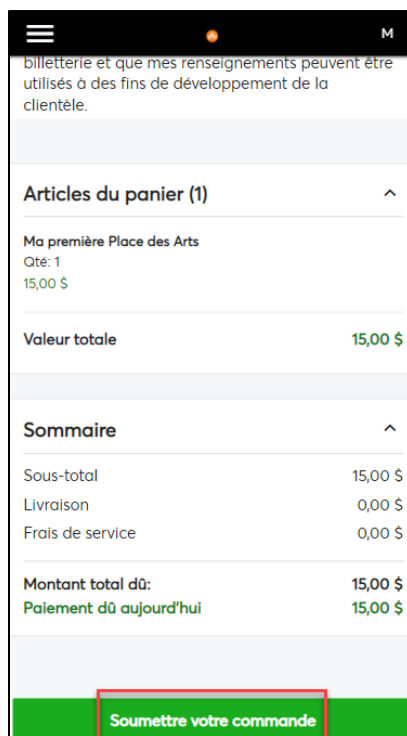 M
billetterie et que mes renseignements peuvent être
utilisés à des fins de développement de la
clientèle.
Articles du panier (1)
Ma première Place des Arts
Qté: 1
15,00 $
Valeur totale 15,00 $
Sommaire
Sous-total 15,00 $
Livraison 0,00 $
Frais de service 0,00 $
Montant total dû: 15,00 $
Paiement dû aujourd'hui 15,00 $
Soumettre votre commande